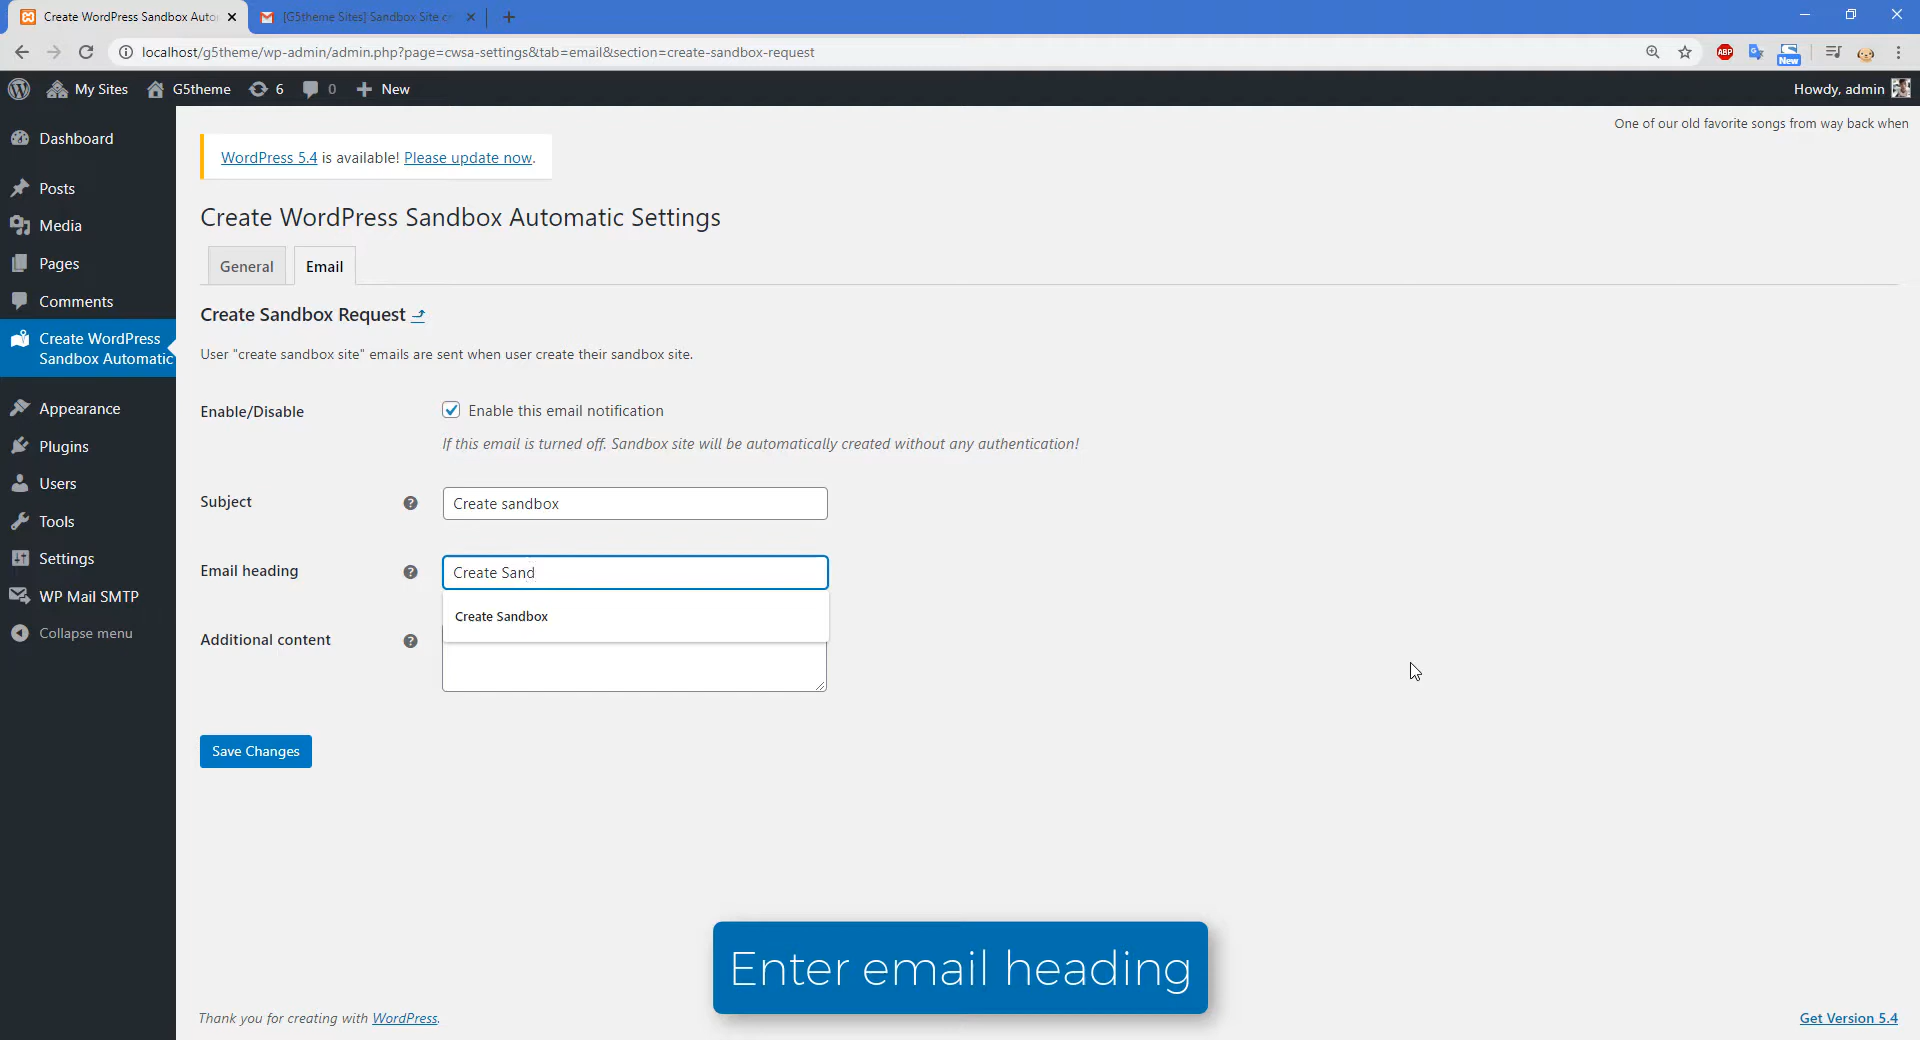 Create WordPress Sandbox Auto
[G5theme Sites] Sandbox Site c
localhost/g5theme/wp-admin/admin.php?page=cwsa-settings&tab=email&section=create-sandbox-request
ABP
New
My Sites
G5theme
6
0
New
Howdy, admin
One of our old favorite songs from way back when
Dashboard
Posts
Media
Pages
Comments
Create WordPress
Sandbox Automatic
Appearance
Plugins
Users
Tools
Settings
WP Mail SMTP
Collapse menu
WordPress 5.4 is available! Please update now.
Create WordPress Sandbox Automatic Settings
General
Email
Create Sandbox Request
User "create sandbox site" emails are sent when user create their sandbox site.
Enable/Disable
Enable this email notification
If this email is turned off. Sandbox site will be automatically created without any authentication!
Subject
Create sandbox
Email heading
Create Sand
Create Sandbox
Additional content
Save Changes
Enter email heading
Thank you for creating with WordPress.
Get Version 5.4